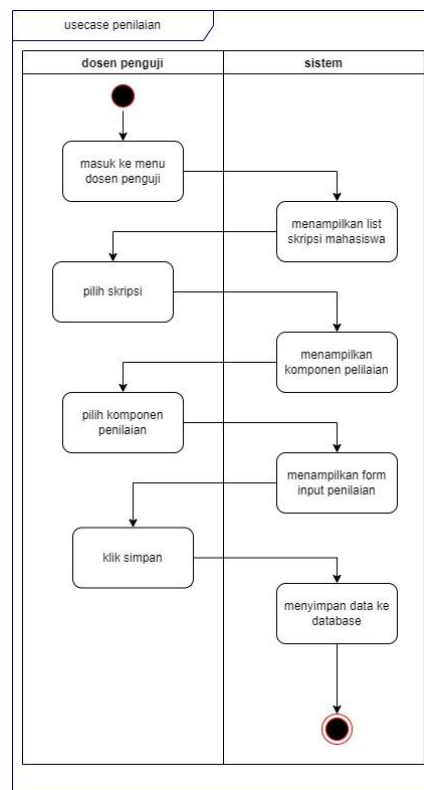 usecase penilaian
dosen penguji
sistem
masuk ke menu
dosen penguji
menampilkan list
skripsi mahasiswa
pilih skripsi
menampilkan
komponen pelilaian
pilih komponen
penilaian
menampilkan form
input penilaian
klik simpan
menyimpan data ke
database